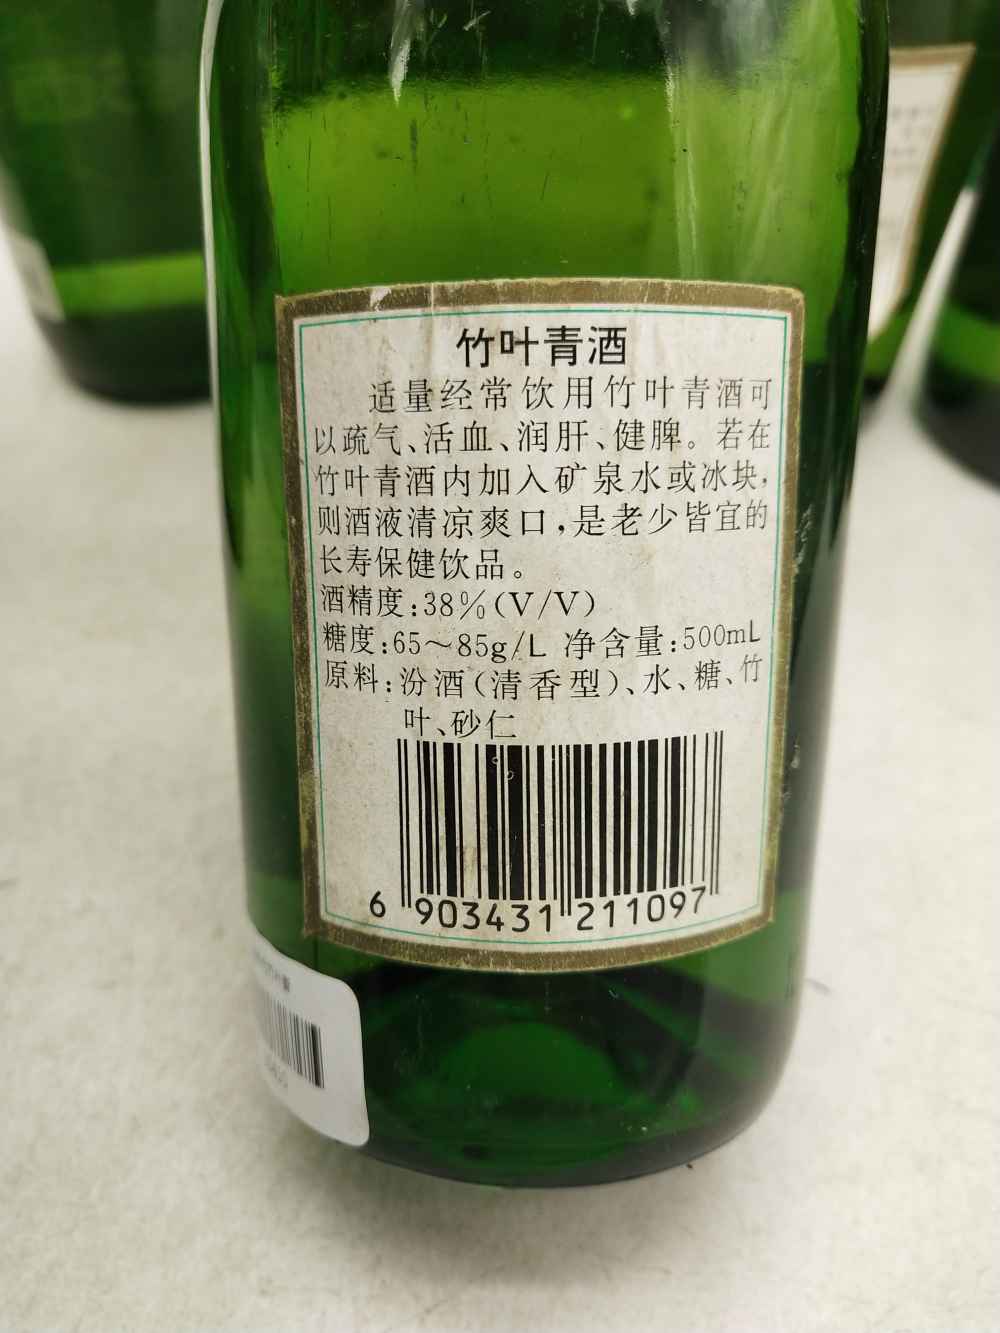 竹叶青酒
适量经常饮用竹叶青酒可
以疏气、活血、润肝、健脾。若在
竹叶青酒内加入矿泉水或冰块,
则酒液清凉爽口,是老少皆宜的
长寿保健饮品。
酒精度:38%(V/V)
糖度:65～85g/L 净含量:500mL
原料:汾酒(清香型)、水、糖、竹
叶、砂仁
6 903431 211097